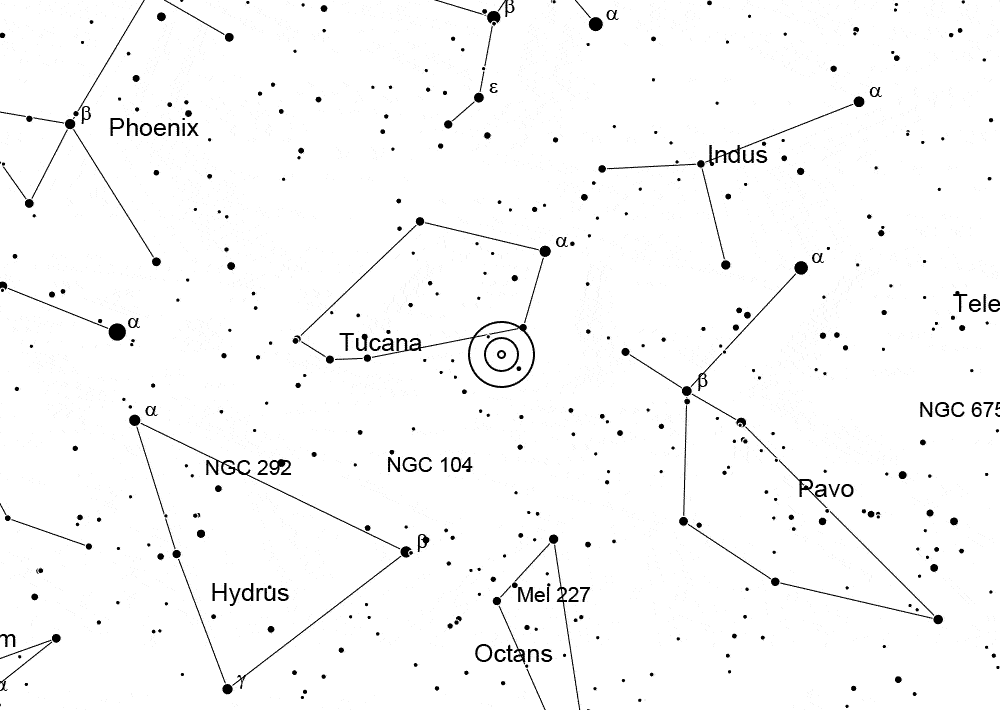 β
α
ε
α
β
Phoenix
Indus
α
α
Tele
α
Tucana
β
α
NGC 675
NGC 292
NGC 104
Pavo
β
Hydrus
Mel 227
m
Octans
γ
α